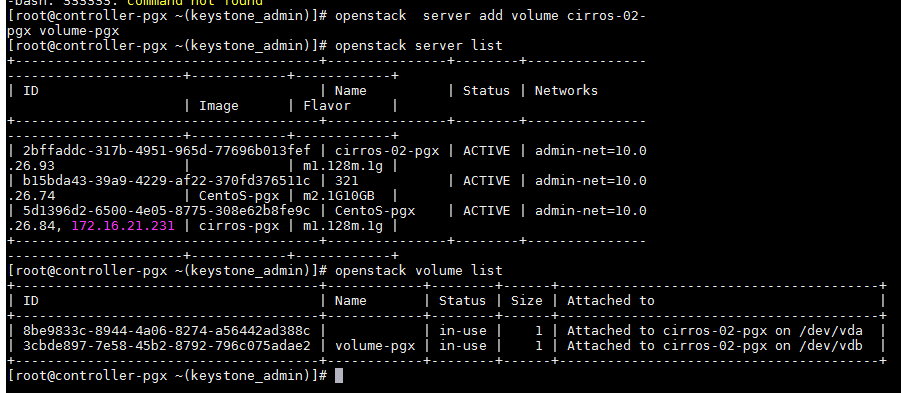 -bash: 333333: command not found
[root@controller-pgx ~(keystone_admin)]# openstack  server add volume cirros-02-
pgx volume-pgx
[root@controller-pgx ~(keystone_admin)]# openstack server list
+--------------------------------------+---------------+--------+---------------
----------------------+------------+------------+
| ID                                   | Name          | Status | Networks
                      | Image      | Flavor     |
+--------------------------------------+---------------+--------+---------------
----------------------+------------+------------+
| 2bffaddc-317b-4951-965d-77696b013fef | cirros-02-pgx | ACTIVE | admin-net=10.0
.26.93                |            | m1.128m.1g |
| b15bda43-39a9-4229-af22-370fd376511c | 321           | ACTIVE | admin-net=10.0
.26.74                | CentoS-pgx | m2.1G10GB  |
| 5d1396d2-6500-4e05-8775-308e62b8fe9c | CentoS-pgx    | ACTIVE | admin-net=10.0
.26.84, 172.16.21.231 | cirros-pgx | m1.128m.1g |
+--------------------------------------+---------------+--------+---------------
----------------------+------------+------------+
[root@controller-pgx ~(keystone_admin)]# openstack volume list
+--------------------------------------+------------+--------+------+----------------------------------------+
| ID                                   | Name       | Status | Size | Attached to                            |
+--------------------------------------+------------+--------+------+----------------------------------------+
| 8be9833c-8944-4a06-8274-a56442ad388c |            | in-use |    1 | Attached to cirros-02-pgx on /dev/vda  |
| 3cbde897-7e58-45b2-8792-796c075adae2 | volume-pgx | in-use |    1 | Attached to cirros-02-pgx on /dev/vdb  |
+--------------------------------------+------------+--------+------+----------------------------------------+
[root@controller-pgx ~(keystone_admin)]#